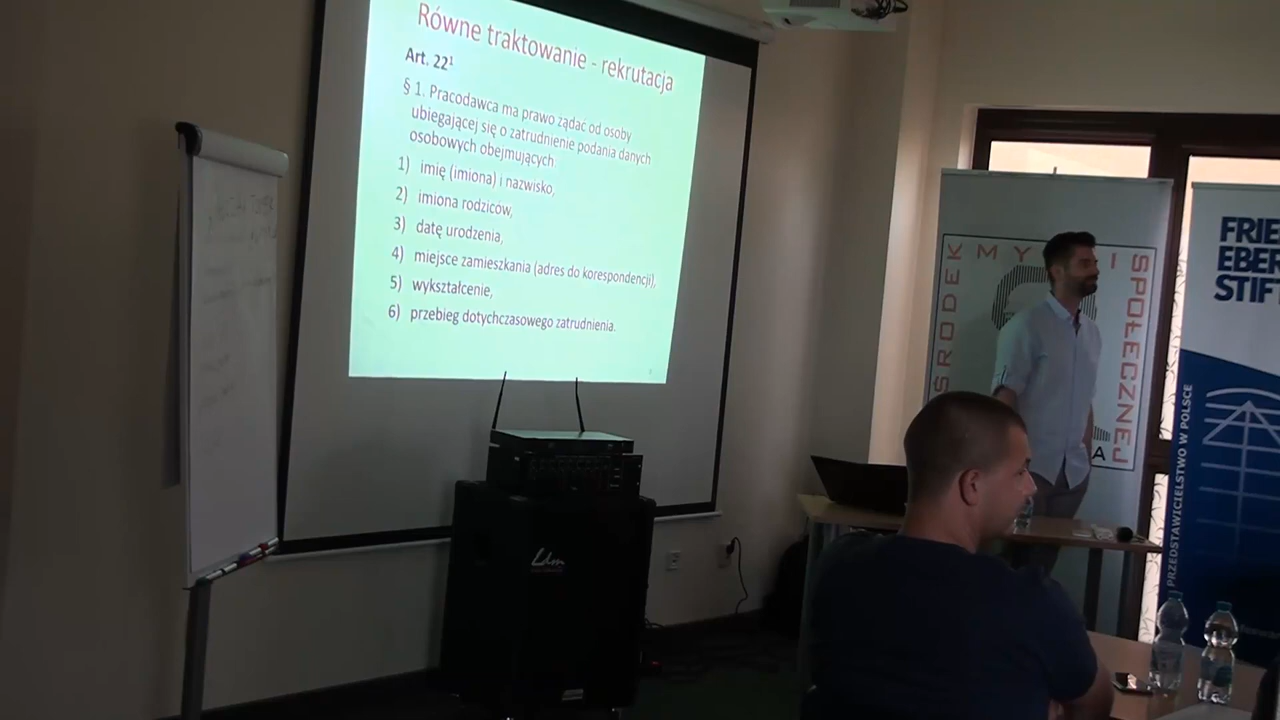 Równe traktowanie - rekrutacja
Art. 22¹
§ 1. Pracodawca ma prawo żądać od osoby
ubiegającej się o zatrudnienie podania danych
osobowych obejmujących:
1) imię (imiona) i nazwisko,
2) imiona rodziców,
3) datę urodzenia,
4) miejsce zamieszkania (adres do korespondencji),
5) wykształcenie,
6) przebieg dotychczasowego zatrudnienia.
Ldm
OŚRODEK MY I SPOŁECZNEJ
A
FRIE
EBER
STIFT
PRZEDSTAWICIELSTWO W POLSCE